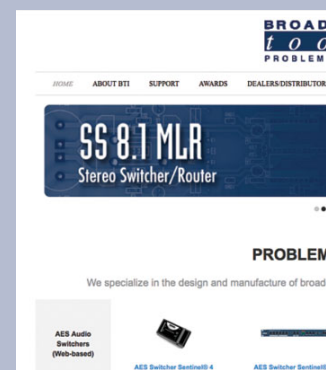 BROAD
too
PROBLEM
HOME ABOUT BTI SUPPORT AWARDS DEALERS/DISTRIBUTOR
SS 8.1 MLR
Stereo Switcher/Router
PROBLEM
We specialize in the design and manufacture of broad
AES Audio
Switchers
(Web-based)
AES Switcher Sentinel® 4
AES Switcher Sentinel®